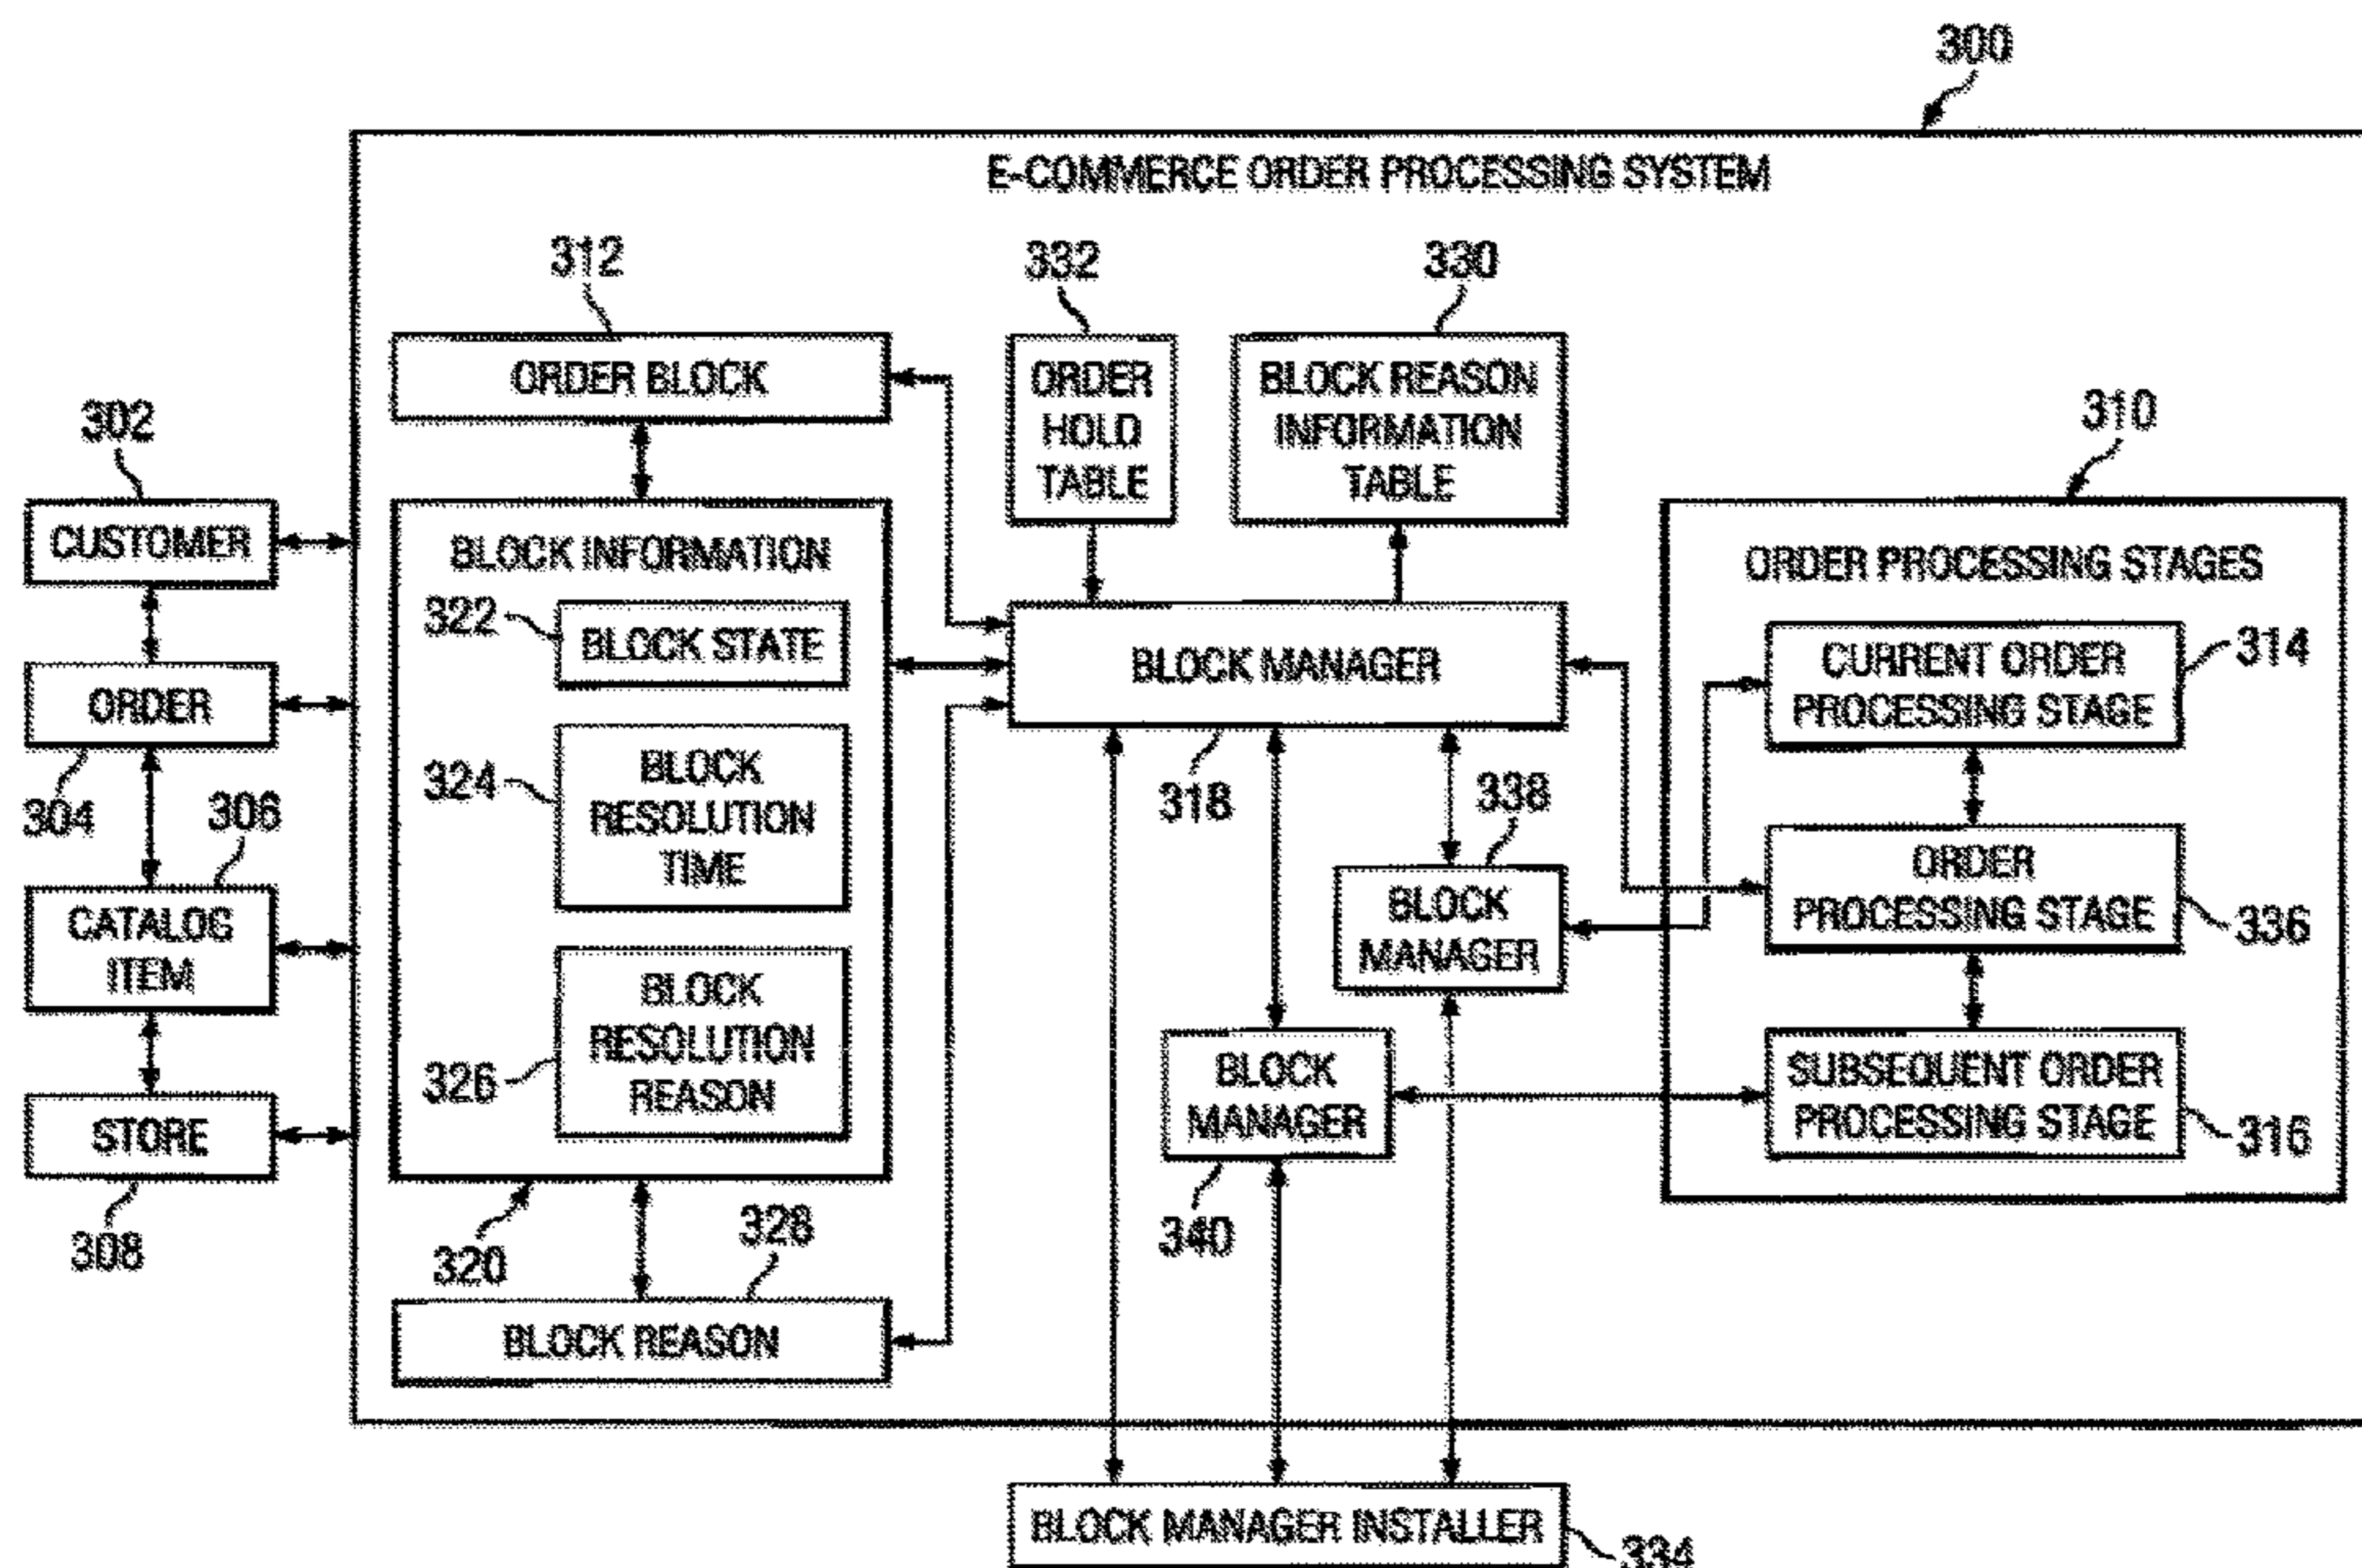 300
E-COMMERCE ORDER PROCESSING SYSTEM
312
332
330
ORDER BLOCK
ORDER
HOLD
TABLE
BLOCK REASON
INFORMATION
TABLE
310
302
CUSTOMER
ORDER
304
306
CATALOG
ITEM
STORE
308
BLOCK INFORMATION
322
BLOCK STATE
324
BLOCK
RESOLUTION
TIME
326
BLOCK
RESOLUTION
REASON
320
328
BLOCK REASON
BLOCK MANAGER
318
338
BLOCK
MANAGER
BLOCK
MANAGER
340
ORDER PROCESSING STAGES
CURRENT ORDER
PROCESSING STAGE
314
ORDER
PROCESSING STAGE
336
SUBSEQUENT ORDER
PROCESSING STAGE
316
BLOCK MANAGER INSTALLER
334